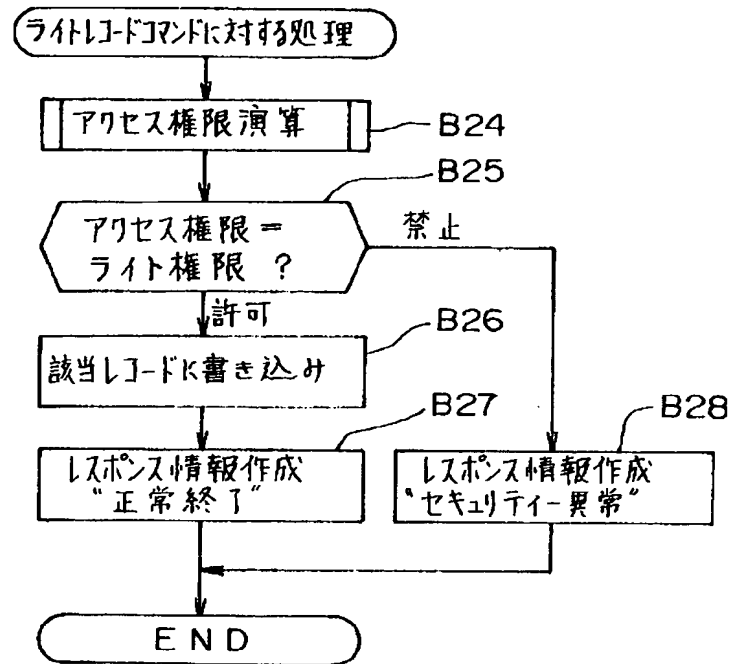 ライトレコードコマンドに対する処理
アクセス権限演算
B24
B25
アクセス権限=
ライト権限 ?
禁止
許可
B26
該当レコードに書き込み
B27
レスポンス情報作成
“正常終了”
B28
レスポンス情報作成
“セキュリティー異常”
END